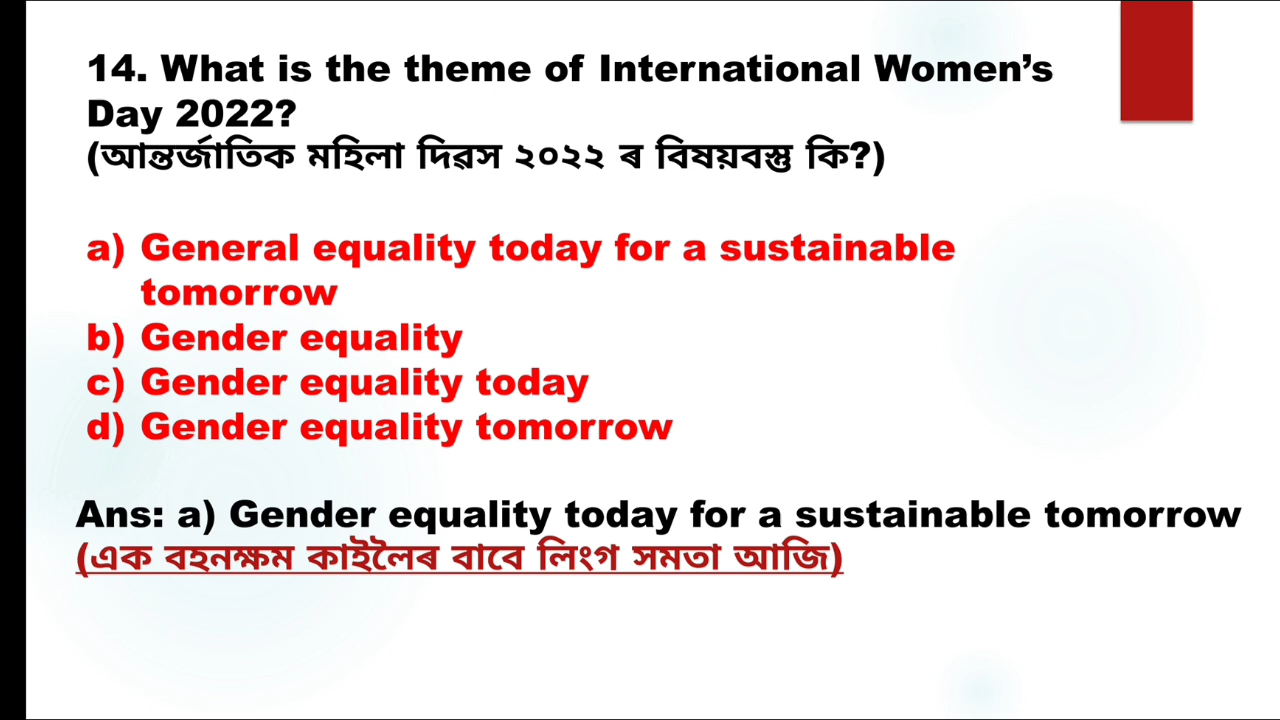 14. What is the theme of International Women’s
Day 2022?
(আন্তৰ্জাতিক মহিলা দিৱস ২০২২ ৰ বিষয়বস্তু কি?)
a) General equality today for a sustainable
tomorrow
b) Gender equality
c) Gender equality today
d) Gender equality tomorrow
Ans: a) Gender equality today for a sustainable tomorrow
(এক বহনক্ষম কাইলৈৰ বাবে লিংগ সমতা আজি)